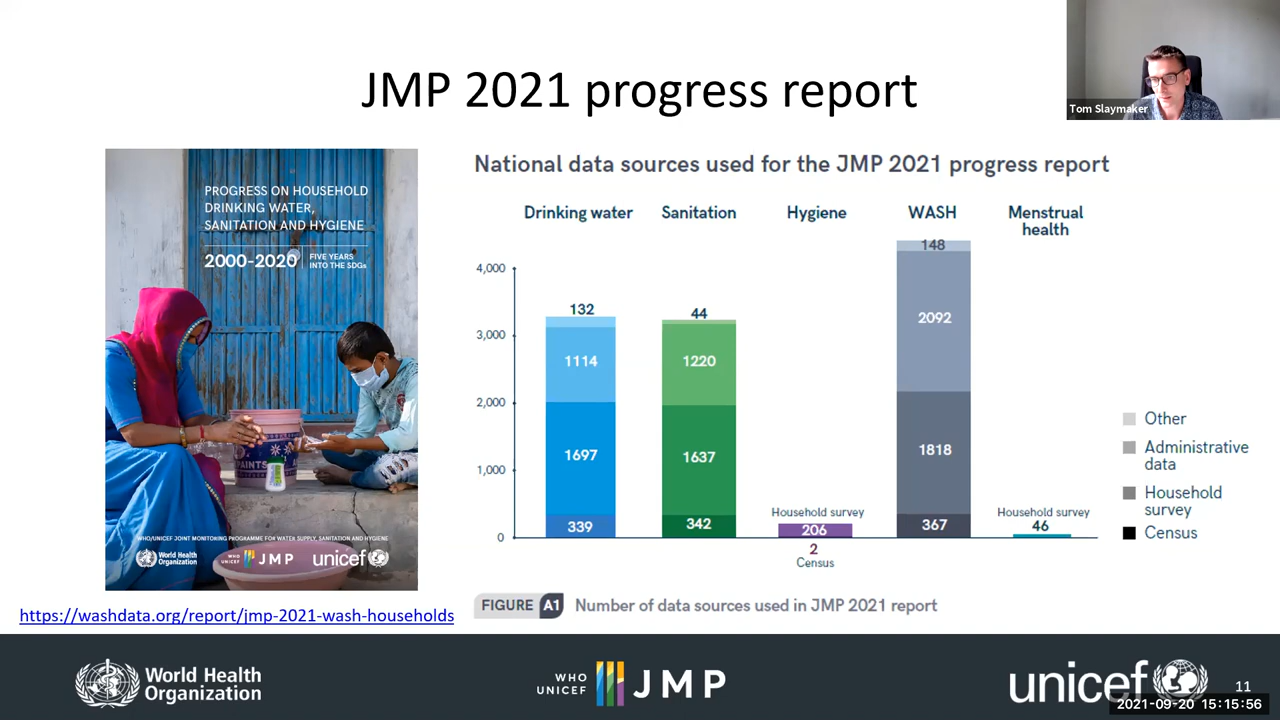 JMP 2021 progress report
Tom Slaymaker
PROGRESS ON HOUSEHOLD
DRINKING WATER,
SANITATION AND HYGIENE
2000-2020
FIVE YEARS
INTO THE SDGs
PAINTS
WHO/UNICEF JOINT MONITORING PROGRAMME FOR WATER SUPPLY, SANITATION AND HYGIENE
World Health
Organization
WHO
UNICEF
JMP
unicef
https://washdata.org/report/jmp-2021-wash-households
National data sources used for the JMP 2021 progress report
Drinking water
Sanitation
Hygiene
WASH
Menstrual
health
4,000
3,000
2,000
1,000
0
132
1114
1697
339
44
1220
1637
342
Household survey
206
2
Census
148
2092
1818
367
Household survey
46
Other
Administrative
data
Household
survey
Census
FIGURE A1 Number of data sources used in JMP 2021 report
World Health
Organization
WHO
UNICEF
JMP
unicef
11
2021-09-20 15:15:56